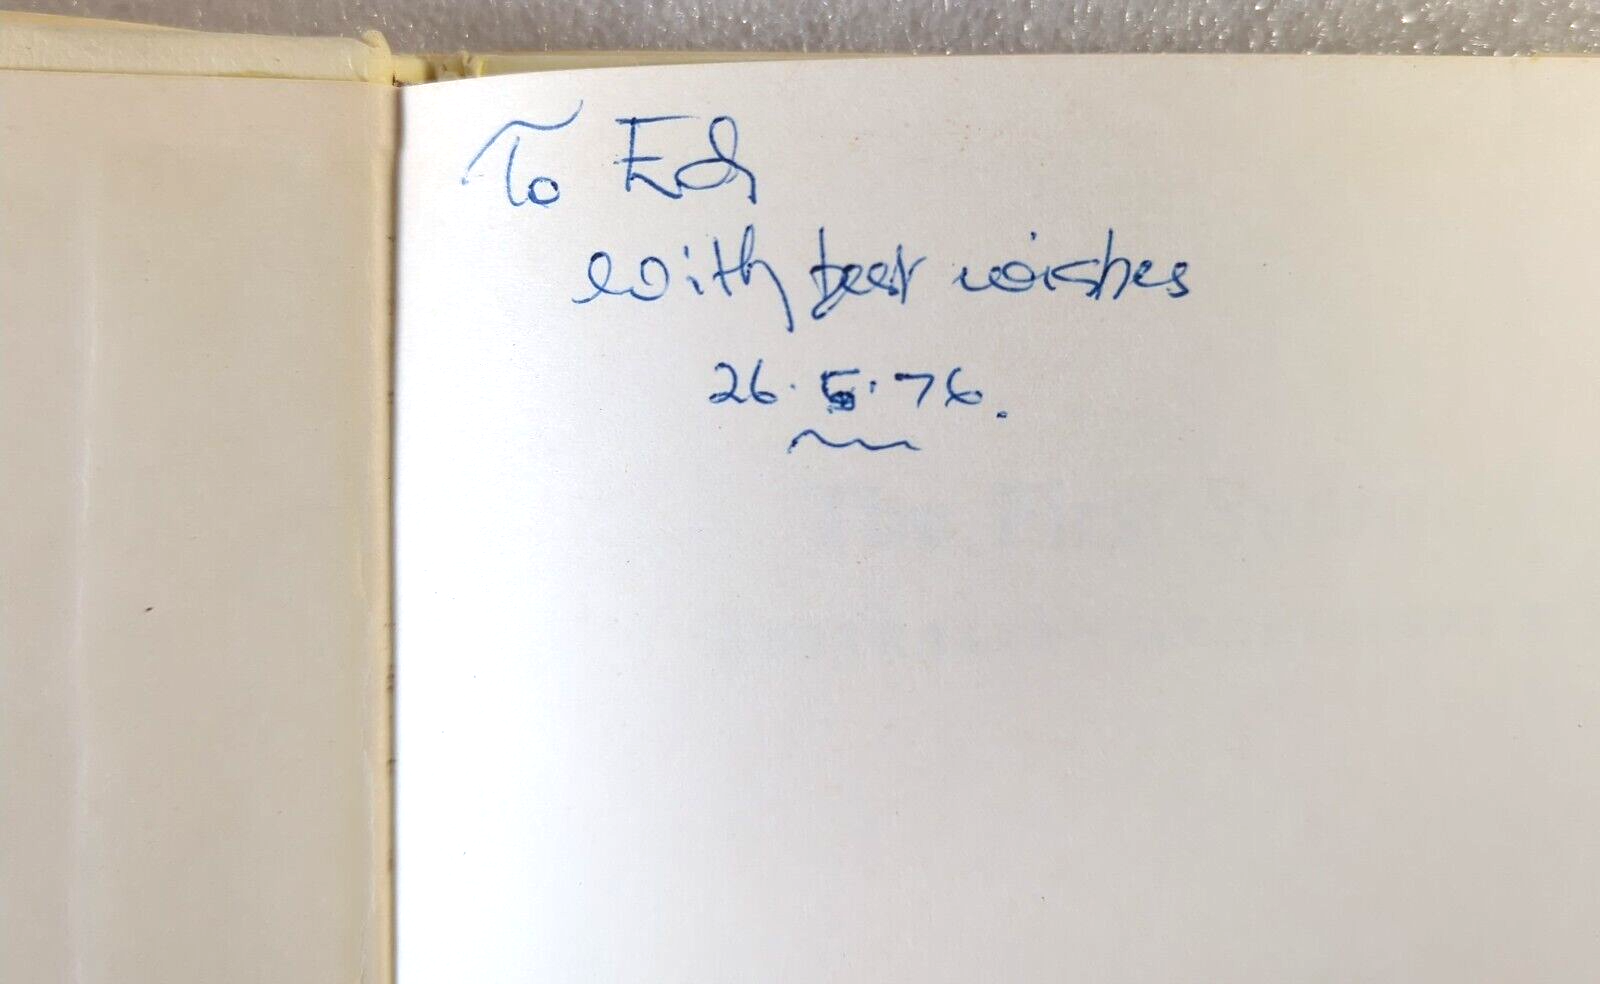 To Ed
with best wishes
26.5.76.